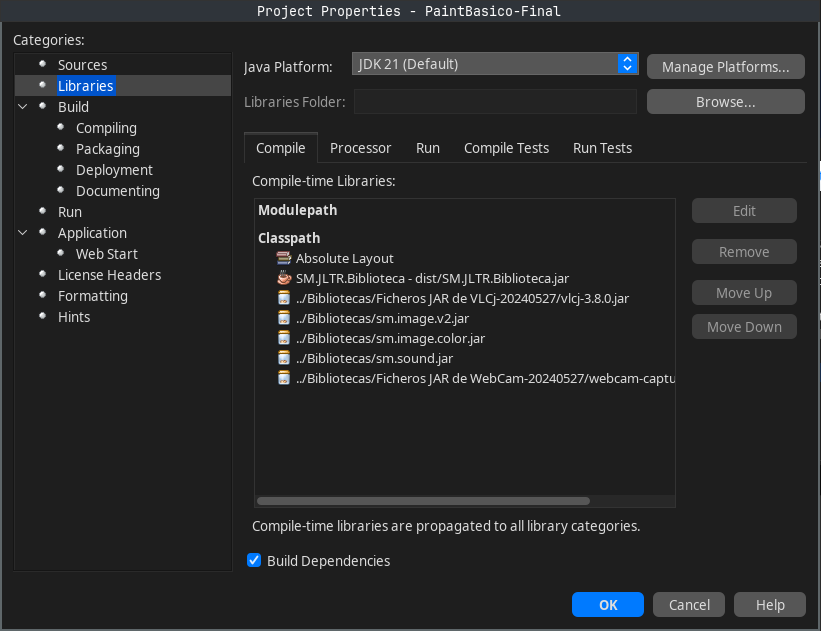 Project Properties - PaintBasico-Final
Categories:
Sources
Libraries
Build
Compiling
Packaging
Deployment
Documenting
Run
Application
Web Start
License Headers
Formatting
Hints
Java Platform: JDK 21 (Default) Manage Platforms...
Libraries Folder: Browse...
Compile Processor Run Compile Tests Run Tests
Compile-time Libraries:
Modulepath
Classpath
Absolute Layout
SM.JLTR.Biblioteca - dist/SM.JLTR.Biblioteca.jar
../Bibliotecas/Ficheros JAR de VLCj-20240527/vlcj-3.8.0.jar
../Bibliotecas/sm.image.v2.jar
../Bibliotecas/sm.image.color.jar
../Bibliotecas/sm.sound.jar
../Bibliotecas/Ficheros JAR de WebCam-20240527/webcam-captu
Edit
Remove
Move Up
Move Down
Compile-time libraries are propagated to all library categories.
Build Dependencies
OK Cancel Help